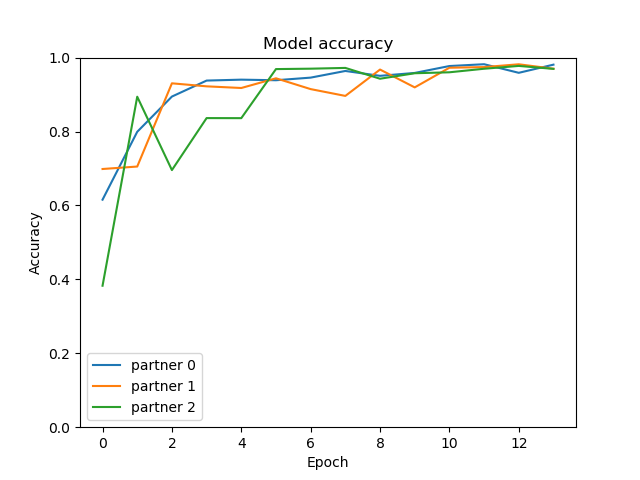 Model accuracy
1.0
0.8
0.6
0.4
0.2
0.0
Accuracy
partner 0
partner 1
partner 2
0 2 4 6 8 10 12
Epoch